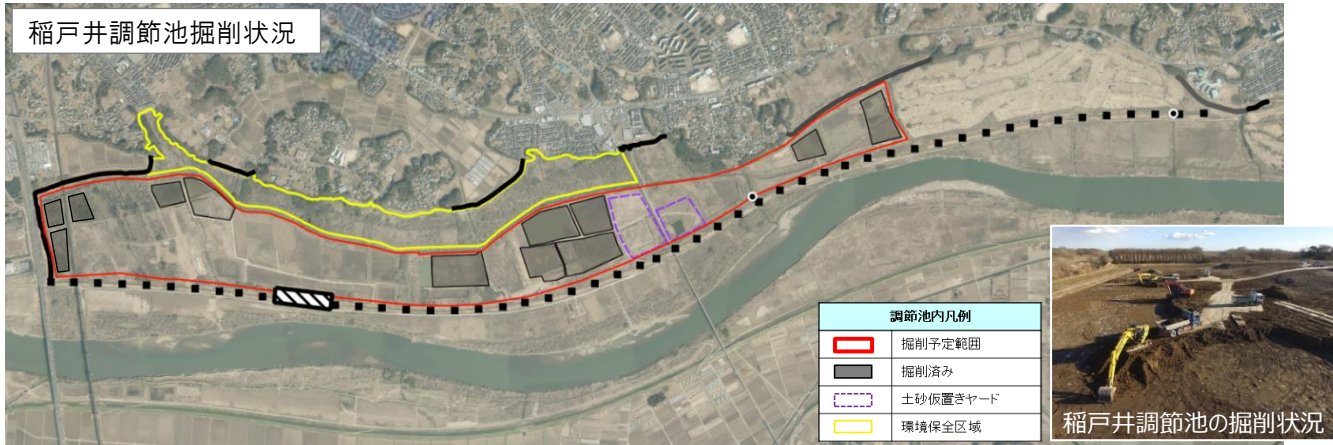 稲戸井調節池掘削状況
調節池内凡例
掘削予定範囲
掘削済み
土砂仮置きヤード
環境保全区域
稲戸井調節池の掘削状況